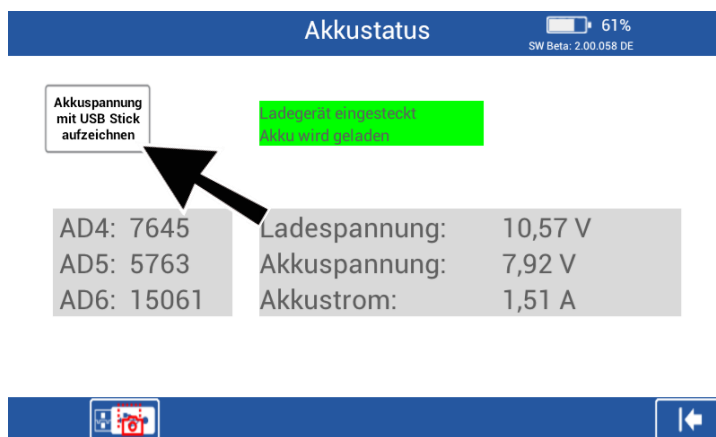 Akkustatus
61%
SW Beta: 2.00.058 DE
Akkuspannung
mit USB Stick
aufzeichnen
Ladegerät eingesteckt
Akku wird geladen
AD4: 7645
Ladespannung: 10,57 V
AD5: 5763
Akkuspannung: 7,92 V
AD6: 15061
Akkustrom: 1,51 A